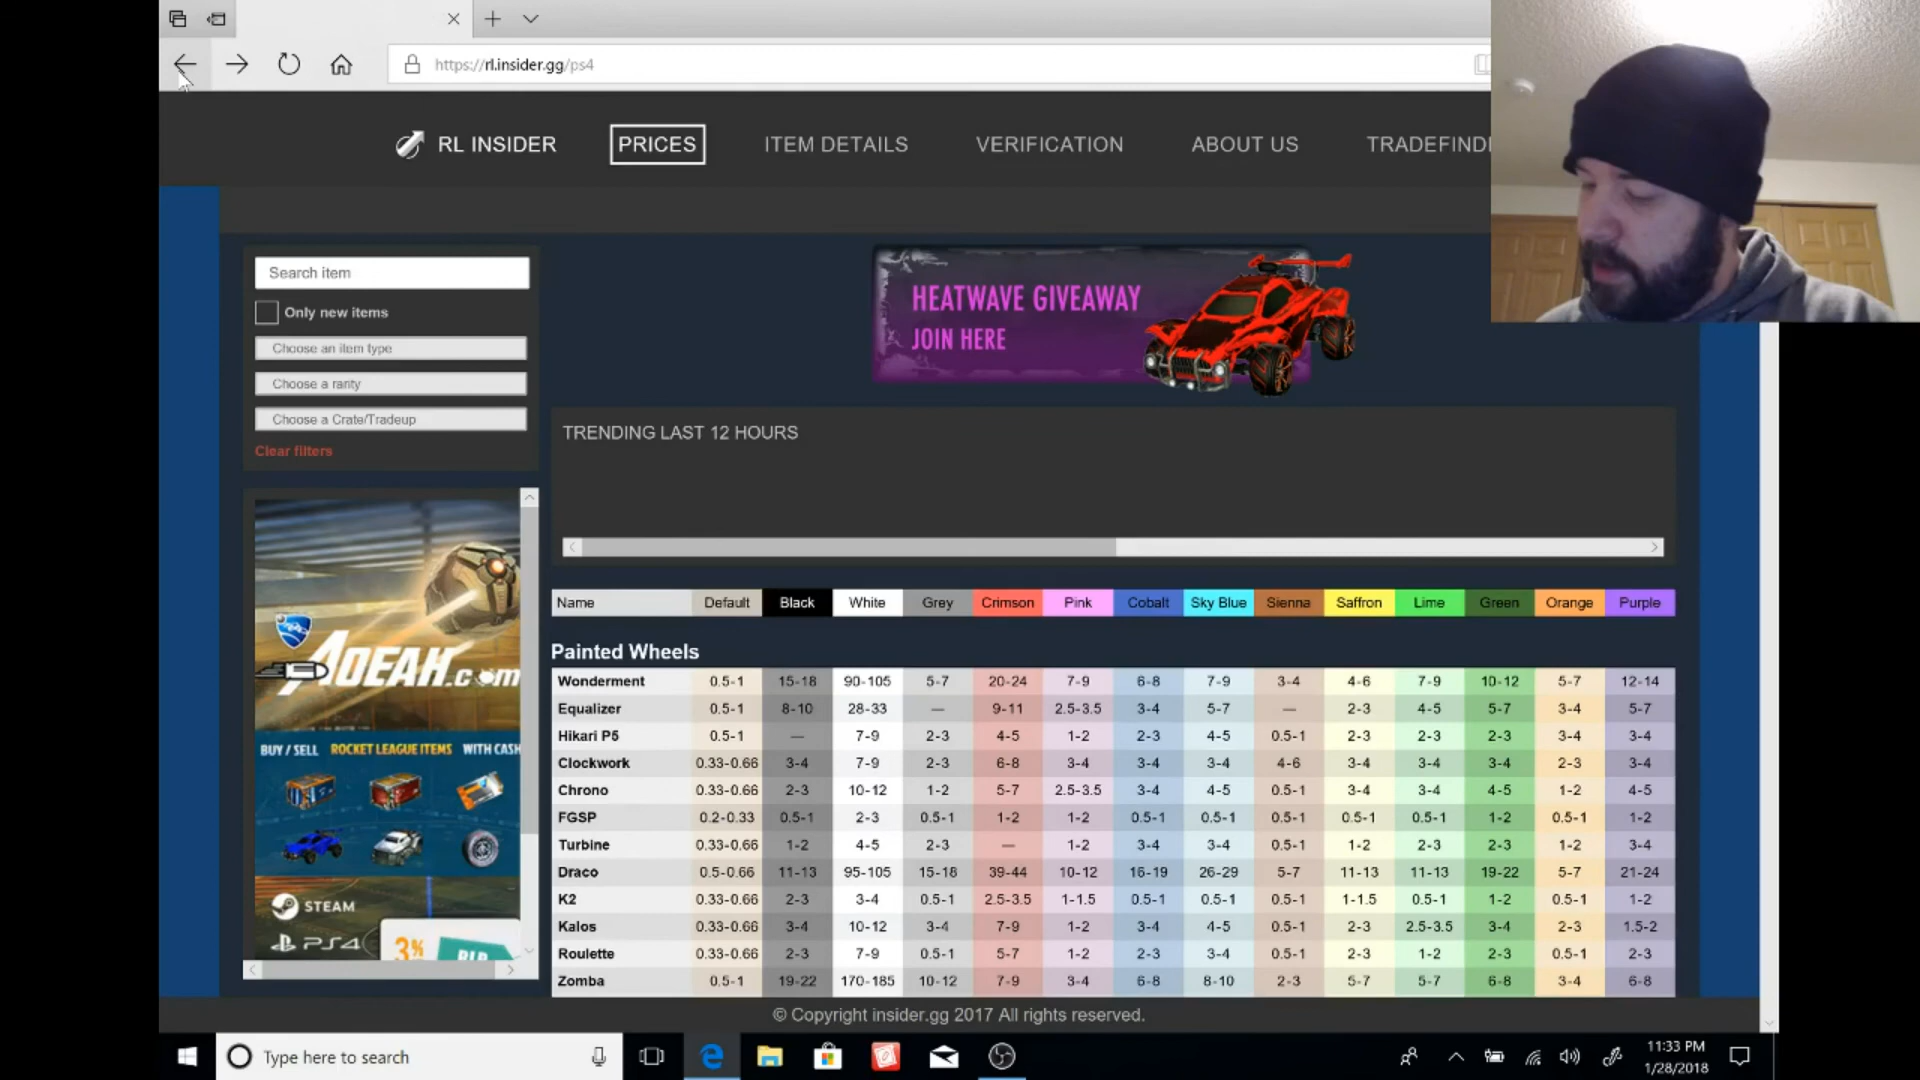 https://rl.insider.gg/ps4
RL INSIDER PRICES ITEM DETAILS VERIFICATION ABOUT US TRADEFIND
Search item
Only new items
Choose an item type
Choose a rarity
Choose a Crate/Tradeup
Clear filters
HEATWAVE GIVEAWAY
JOIN HERE
TRENDING LAST 12 HOURS
AOEAH.com
BUY / SELL ROCKET LEAGUE ITEMS WITH CASH
STEAM
PS4
3%
Name Default Black White Grey Crimson Pink Cobalt Sky Blue Sienna Saffron Lime Green Orange Purple
Painted Wheels
Wonderment 0.5-1 15-18 90-105 5-7 20-24 7-9 6-8 7-9 3-4 4-6 7-9 10-12 5-7 12-14
Equalizer 0.5-1 8-10 28-33 — 9-11 2.5-3.5 3-4 5-7 — 2-3 4-5 5-7 3-4 5-7
Hikari P5 0.5-1 — 7-9 2-3 4-5 1-2 2-3 4-5 0.5-1 2-3 2-3 2-3 3-4 3-4
Clockwork 0.33-0.66 3-4 7-9 2-3 6-8 3-4 3-4 3-4 4-6 3-4 3-4 3-4 2-3 3-4
Chrono 0.33-0.66 2-3 10-12 1-2 5-7 2.5-3.5 3-4 4-5 0.5-1 3-4 3-4 4-5 1-2 4-5
FGSP 0.2-0.33 0.5-1 2-3 0.5-1 1-2 1-2 0.5-1 0.5-1 0.5-1 0.5-1 0.5-1 1-2 0.5-1 1-2
Turbine 0.33-0.66 1-2 4-5 2-3 — 1-2 3-4 3-4 0.5-1 1-2 2-3 2-3 1-2 3-4
Draco 0.5-0.66 11-13 95-105 15-18 39-44 10-12 16-19 26-29 5-7 11-13 11-13 19-22 5-7 21-24
K2 0.33-0.66 2-3 3-4 0.5-1 2.5-3.5 1-1.5 0.5-1 0.5-1 0.5-1 1-1.5 0.5-1 1-2 0.5-1 1-2
Kalos 0.33-0.66 3-4 10-12 3-4 7-9 1-2 3-4 4-5 0.5-1 2-3 2.5-3.5 3-4 2-3 1.5-2
Roulette 0.33-0.66 2-3 7-9 0.5-1 5-7 1-2 2-3 3-4 0.5-1 2-3 1-2 2-3 0.5-1 2-3
Zomba 0.5-1 19-22 170-185 10-12 7-9 3-4 6-8 8-10 2-3 5-7 5-7 6-8 3-4 6-8
© Copyright insider.gg 2017 All rights reserved.
Type here to search
11:33 PM
1/28/2018